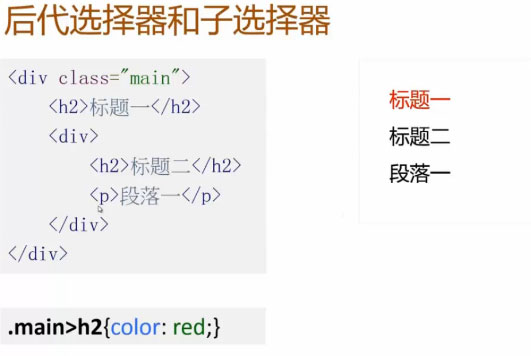 后代选择器和子选择器
<div class="main">
<h2>标题一</h2>
<div>
<h2>标题二</h2>
<p>段落一</p>
</div>
</div>
标题一
标题二
段落一
.main>h2{color: red;}